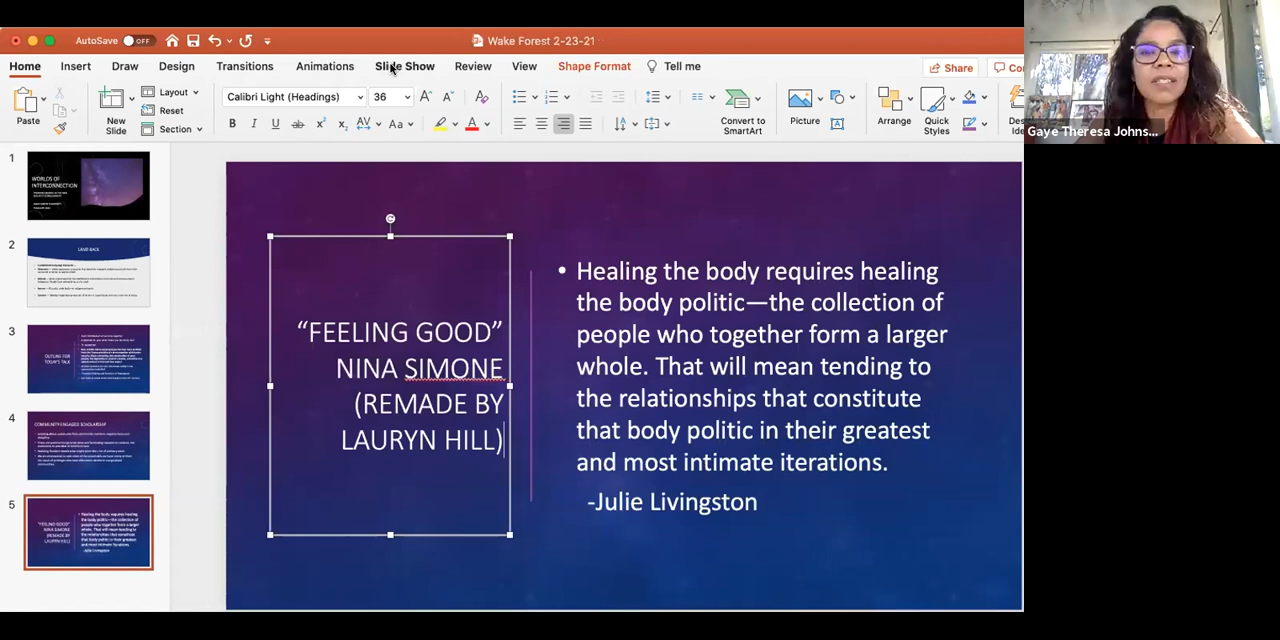 AutoSave OFF
Wake Forest 2-23-21
Home Insert Draw Design Transitions Animations Slide Show Review View Shape Format Tell me
Share
Paste
New
Slide
Layout
Reset
Section
Calibri Light (Headings) 36
Convert to
SmartArt
Picture
Arrange
Quick
Styles
Gaye Theresa Johns...
1
WORLDS OF
INTERCONNECTION
2
3
OUTLINE FOR
TODAY'S TALK
4
COMMUNITY-ENGAGED SCHOLARSHIP
5
“FEELING GOOD”
NINA SIMONE
(REMADE BY
LAURYN HILL)
• Healing the body requires healing
the body politic—the collection of
people who together form a larger
whole. That will mean tending to
the relationships that constitute
that body politic in their greatest
and most intimate iterations.
-Julie Livingston